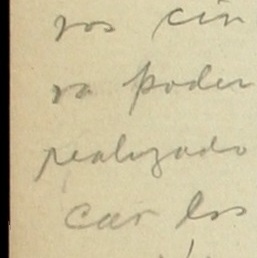 ros cin
ra poder
realizado
car los